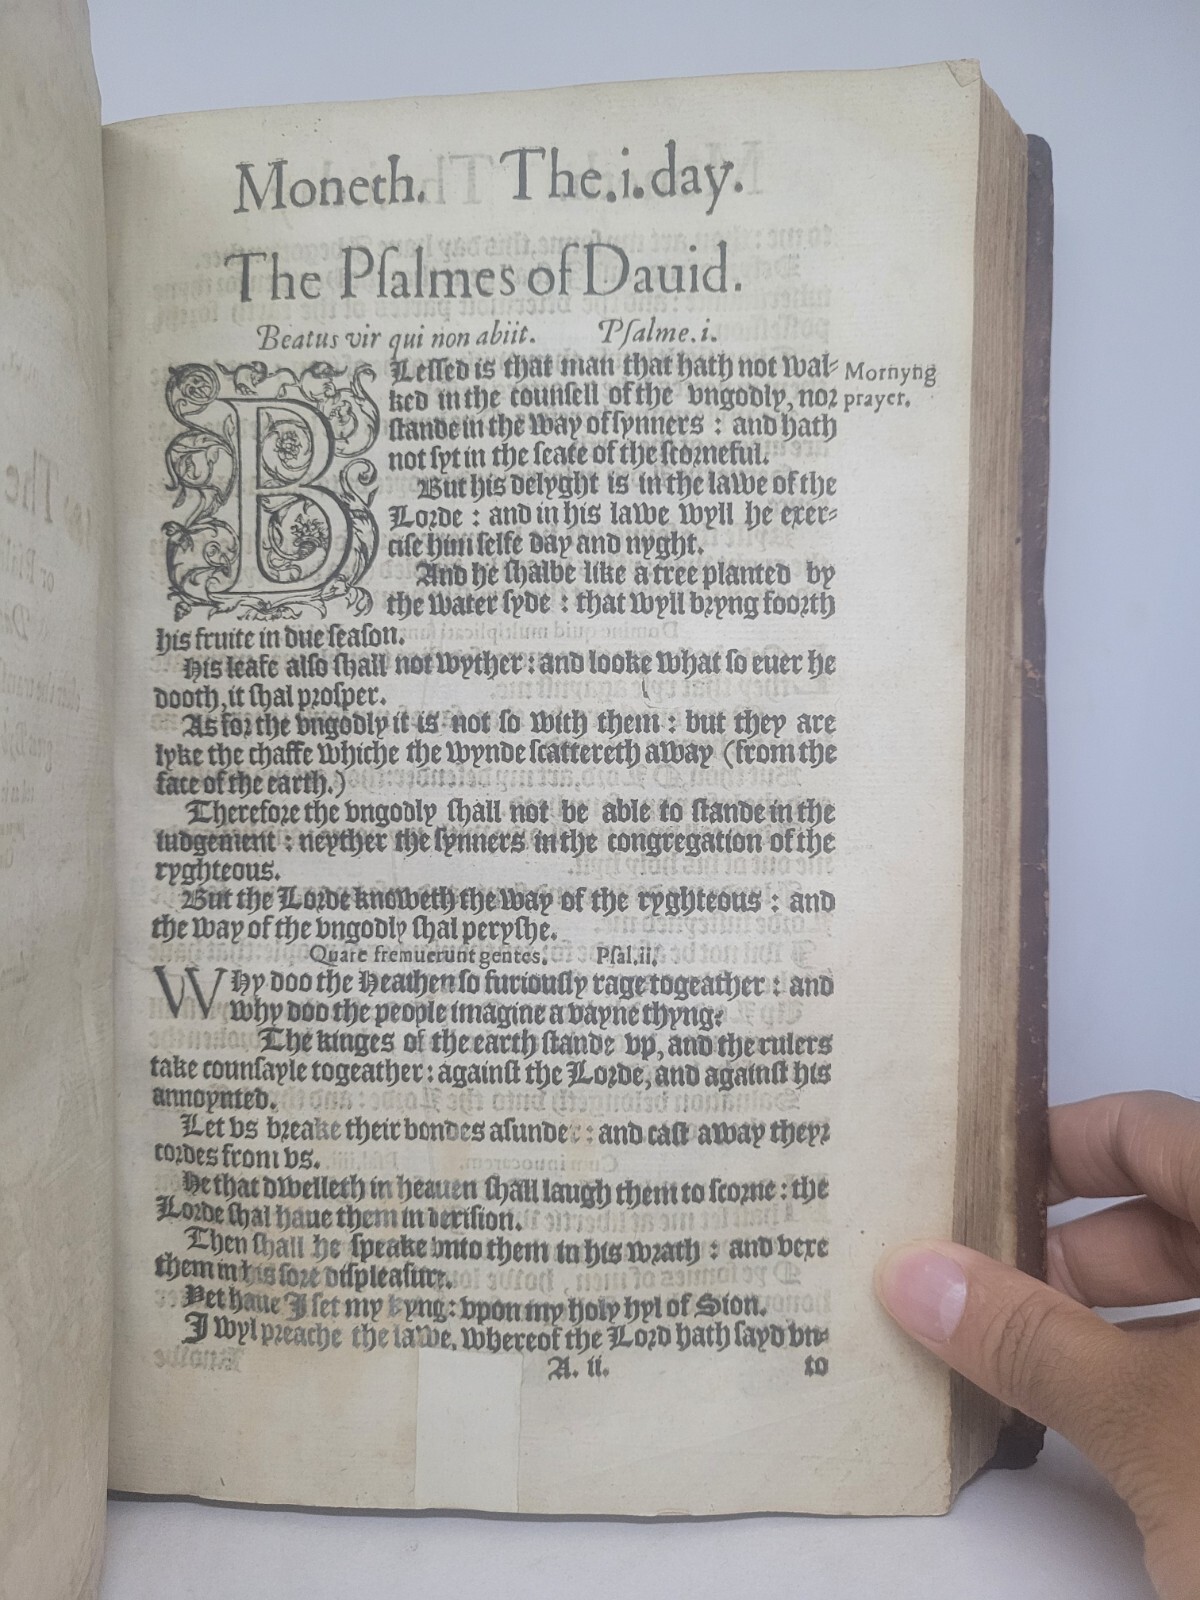 Moneth. The.i.day.
The Pſalmes of Dauid.
Beatus vir qui non abiit. Pſalme.i.
BLeſſed is that man that hath not wal-
Mornyng
ked in the counſell of the vngodly, nor
prayer.
ſtande in the way of ſynners : and hath
not ſyt in the ſeate of the ſcorneful.
But his delyght is in the lawe of the
Lorde : and in his lawe wyll he exer-
ciſe him ſelfe day and nyght.
And he ſhalbe like a tree planted by
the water ſyde : that wyll bryng foorth
his fruite in due ſeaſon.
His leafe alſo ſhall not wyther : and looke what ſo euer he
dooth, it ſhal proſper.
As for the vngodly it is not ſo with them : but they are
lyke the chaffe whiche the wynde ſcattereth away (from the
face of the earth.)
Therefore the vngodly ſhall not be able to ſtande in the
iudgement : neyther the ſynners in the congregation of the
ryghteous.
But the Lorde knoweth the way of the ryghteous : and
the way of the vngodly ſhal peryſhe.
Quare fremuerunt gentes. Pſal.ii.
WHy doo the Heathen ſo furiouſly rage togeather : and
why doo the people imagine a vayne thyng?
The kinges of the earth ſtande vp, and the rulers
take counſayle togeather : againſt the Lorde, and againſt his
annoynted.
Let vs breake their bondes aſunder : and caſt away theyr
cordes from vs.
He that dwelleth in heauen ſhall laugh them to ſcorne : the
Lorde ſhal haue them in deriſion.
Then ſhall he ſpeake vnto them in his wrath : and vexe
them in his ſore diſpleaſure.
Yet haue I ſet my kyng : vpon my holy hyl of Sion.
I wyl preache the lawe, whereof the Lord hath ſayd vn-
A. ii. to